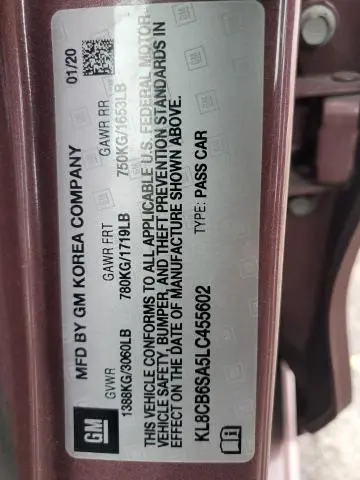 GM
MFD BY GM KOREA COMPANY
01/20
GVWR GAWR FRT GAWR RR
1388KG/3060LB 780KG/1719LB 750KG/1653LB
THIS VEHICLE CONFORMS TO ALL APPLICABLE U.S. FEDERAL MOTOR
VEHICLE SAFETY, BUMPER, AND THEFT PREVENTION STANDARDS IN
EFFECT ON THE DATE OF MANUFACTURE SHOWN ABOVE.
KL8CB6SA5LC455602 TYPE: PASS CAR